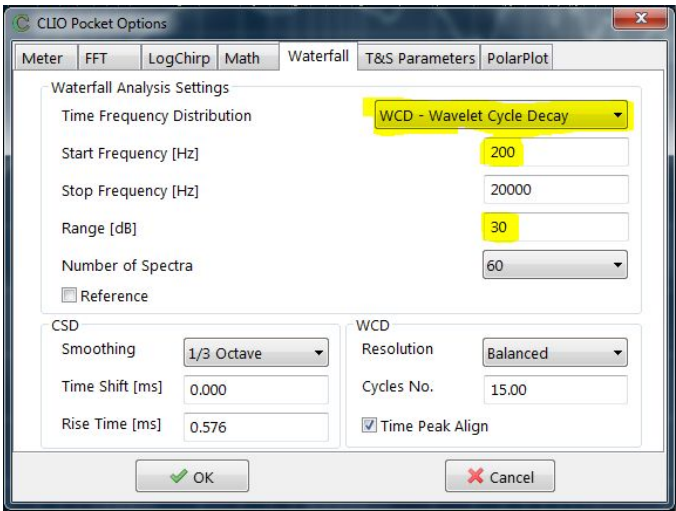 CLIO Pocket Options
Meter FFT LogChirp Math Waterfall T&S Parameters PolarPlot
Waterfall Analysis Settings
Time Frequency Distribution WCD - Wavelet Cycle Decay
Start Frequency [Hz] 200
Stop Frequency [Hz] 20000
Range [dB] 30
Number of Spectra 60
Reference
CSD
Smoothing 1/3 Octave
Time Shift [ms] 0.000
Rise Time [ms] 0.576
WCD
Resolution Balanced
Cycles No. 15.00
Time Peak Align
OK Cancel